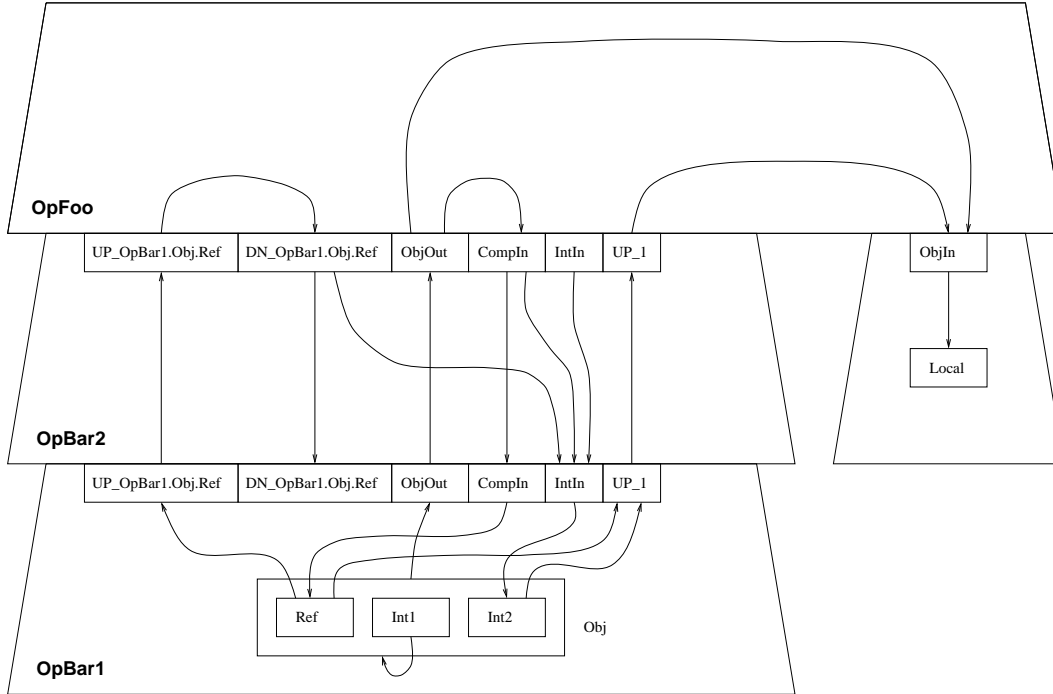 OpFoo
UP_OpBar1.Obj.Ref DN_OpBar1.Obj.Ref ObjOut CompIn IntIn UP_1 ObjIn
Local
OpBar2
UP_OpBar1.Obj.Ref DN_OpBar1.Obj.Ref ObjOut CompIn IntIn UP_1
Ref Int1 Int2
Obj
OpBar1